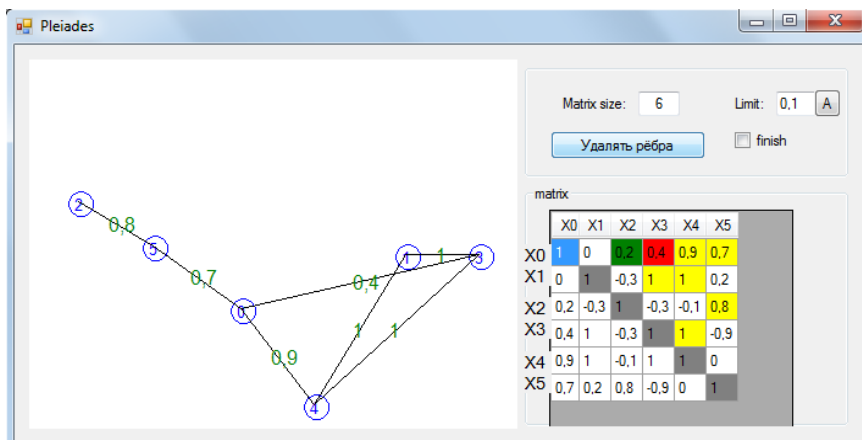 Pleiades
Matrix size: 6 Limit: 0,1 A
Удалять рёбра finish
2
0,8
5
0,7
1
1
3
0,4
0
1 1
0,9
4
matrix
X0 X1 X2 X3 X4 X5
X0 1 0 0,2 0,4 0,9 0,7
X1 0 1 -0,3 1 1 0,2
X2 0,2 -0,3 1 -0,3 -0,1 0,8
X3 0,4 1 -0,3 1 1 -0,9
X4 0,9 1 -0,1 1 1 0
X5 0,7 0,2 0,8 -0,9 0 1